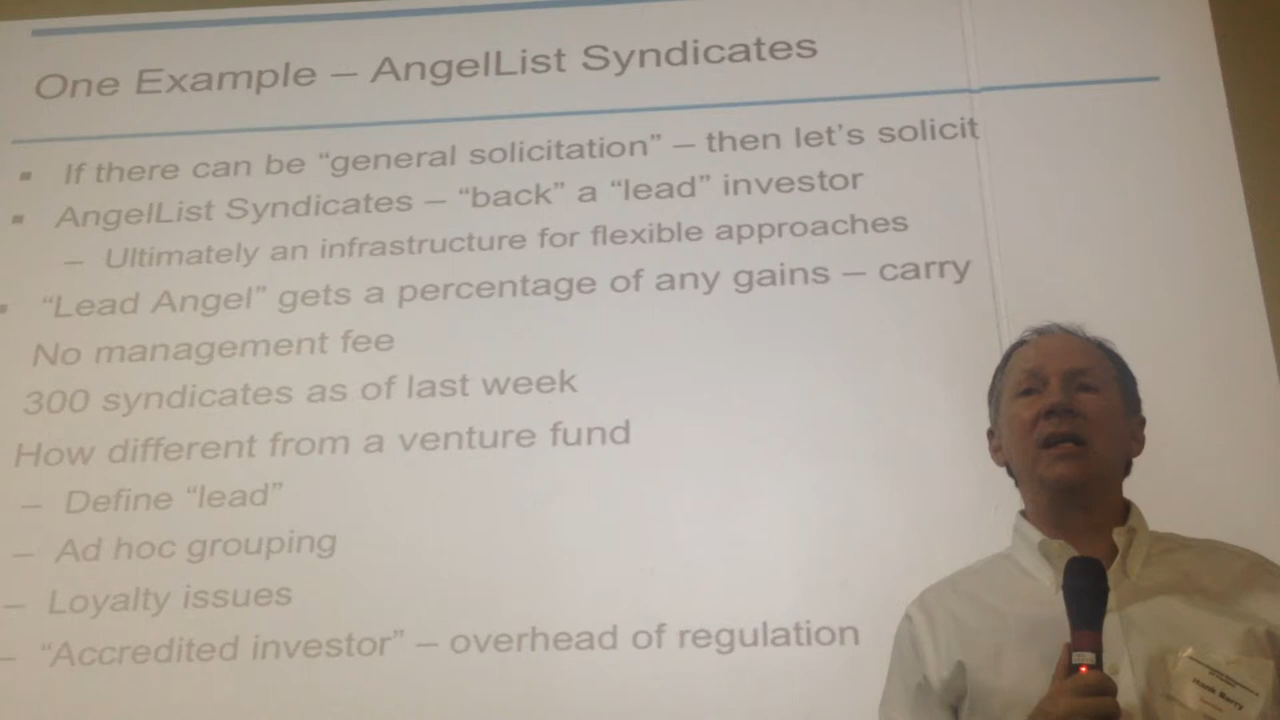 One Example – AngelList Syndicates
▪ If there can be “general solicitation” – then let’s solicit
▪ AngelList Syndicates – “back” a “lead” investor
– Ultimately an infrastructure for flexible approaches
▪ “Lead Angel” gets a percentage of any gains – carry
No management fee
300 syndicates as of last week
How different from a venture fund
– Define “lead”
– Ad hoc grouping
– Loyalty issues
– “Accredited investor” – overhead of regulation
Hank Barry